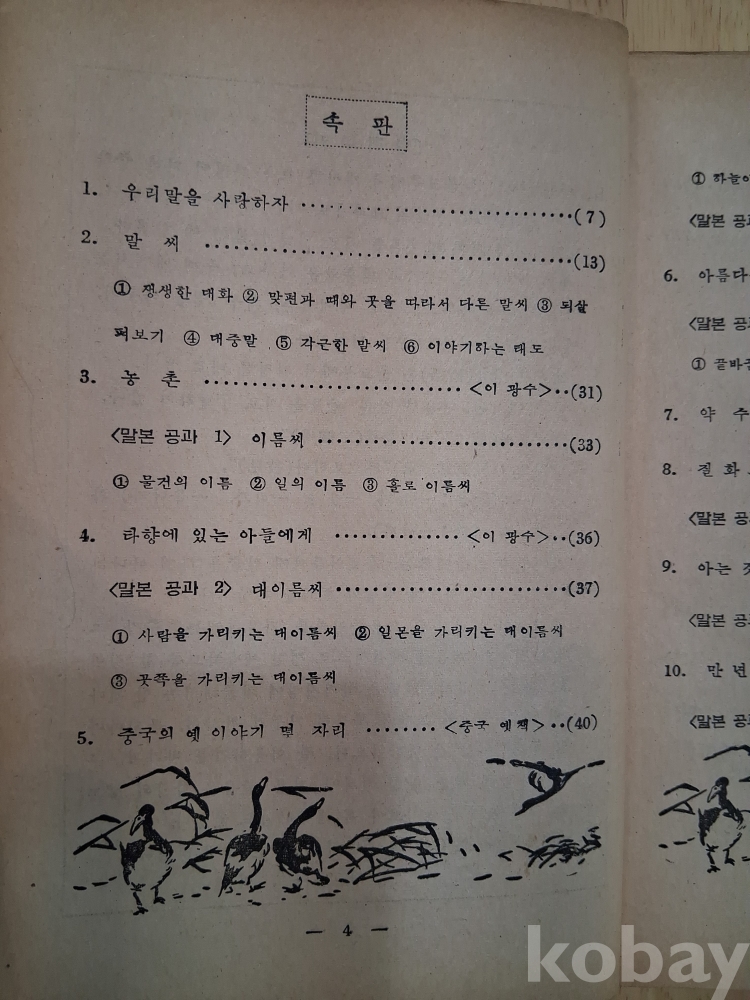 속 판
1. 우리말을 사랑하자 (7)
2. 말 씨 (13)
① 쟁생한 대화 ② 맞편과 때와 곳을 따라서 다른 말씨 ③ 되살
펴보기 ④ 대중말 ⑤ 각근한 말씨 ⑥ 이야기하는 태도
3. 농 촌 <이 광수>(31)
<말본 공과 1> 이름씨 (33)
① 물건의 이름 ② 일의 이름 ③ 홀로 이름씨
4. 타향에 있는 아들에게 <이 광수>(36)
<말본 공과 2> 대이름씨 (37)
① 사람을 가리키는 대이름씨 ② 일몬을 가리키는 대이름씨
③ 곳쪽을 가리키는 대이름씨
5. 중국의 옛 이야기 몇 자리 <중국 옛책>(40)
— 4 —
① 하늘이
<말본 공
6. 아름다
<말본 공
① 끝바
7. 약 수
8. 절 화
<말본 공
9. 아는 것
<말본 공
10. 만 년
<말본 공
kobay